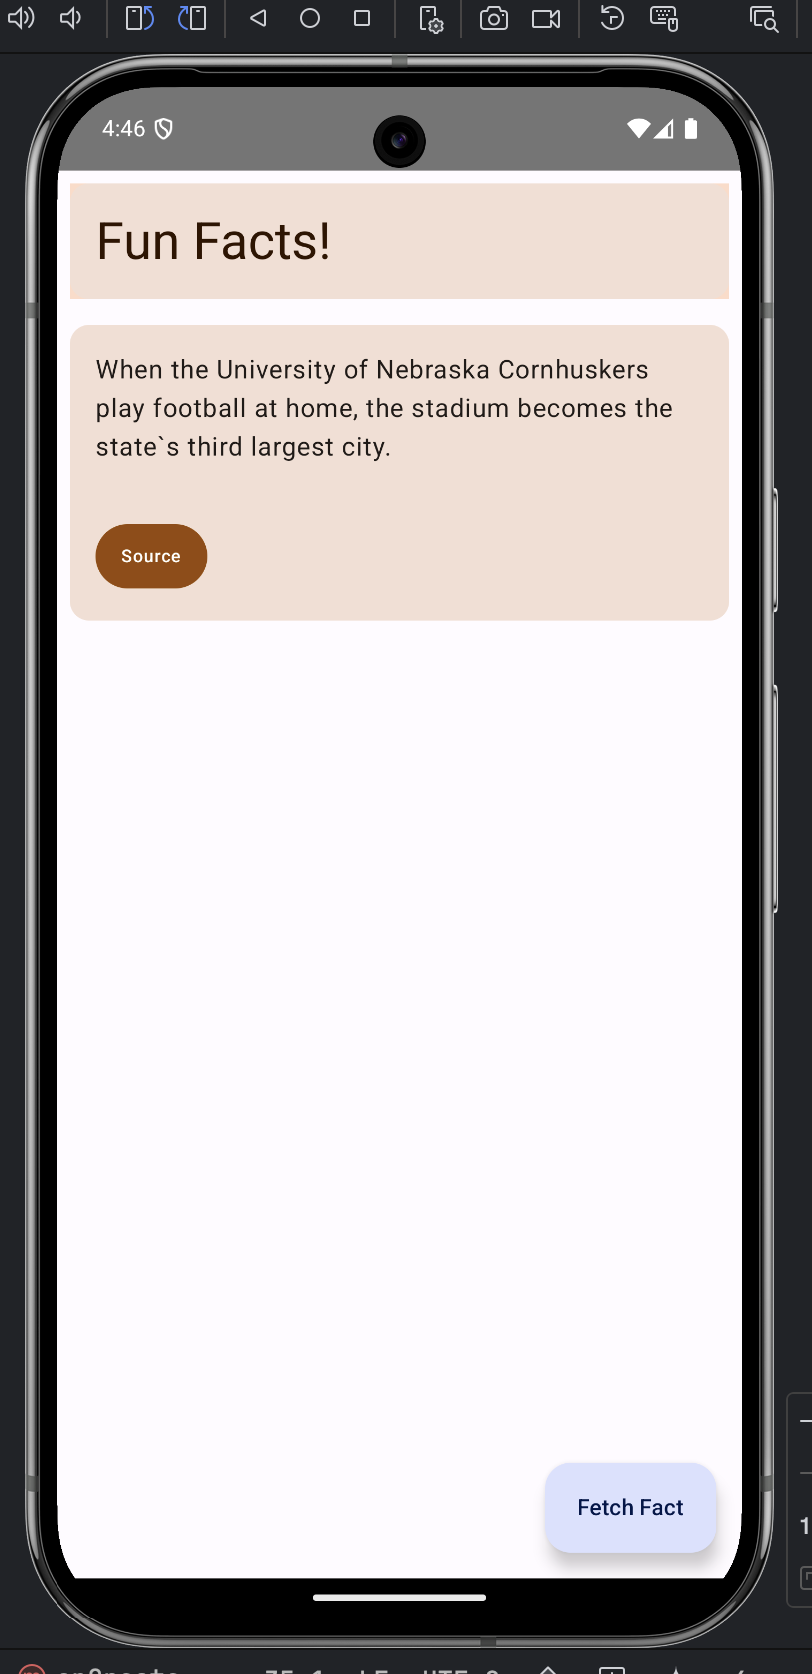 4:46
Fun Facts!
When the University of Nebraska Cornhuskers
play football at home, the stadium becomes the
state`s third largest city.
Source
Fetch Fact
1